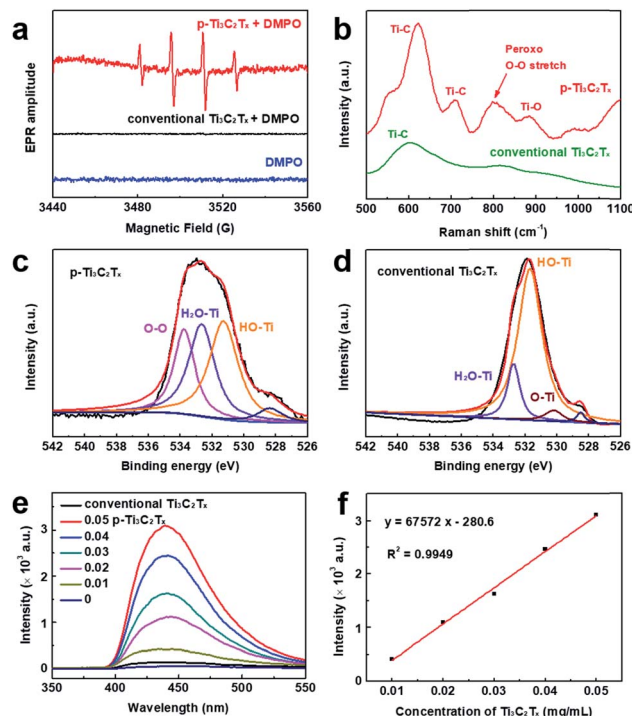 a
p-Ti₃C₂Tₓ + DMPO
conventional Ti₃C₂Tₓ + DMPO
DMPO
EPR amplitude
3440 3480 3520 3560
Magnetic Field (G)
b
Ti-C
Peroxo
O-O stretch
Ti-C
Ti-O
p-Ti₃C₂Tₓ
Ti-C
conventional Ti₃C₂Tₓ
Intensity (a.u.)
500 600 700 800 900 1000 1100
Raman shift (cm⁻¹)
c
p-Ti₃C₂Tₓ
O-O
H₂O-Ti
HO-Ti
Intensity (a.u.)
542 540 538 536 534 532 530 528 526
Binding energy (eV)
d
conventional Ti₃C₂Tₓ
HO-Ti
H₂O-Ti
O-Ti
Intensity (a.u.)
542 540 538 536 534 532 530 528 526
Binding energy (eV)
e
conventional Ti₃C₂Tₓ
0.05 p-Ti₃C₂Tₓ
0.04
0.03
0.02
0.01
0
Intensity (× 10³ a.u.)
3
2
1
0
350 400 450 500 550
Wavelength (nm)
f
y = 67572 x - 280.6
R² = 0.9949
Intensity (× 10³ a.u.)
3
2
1
0
0.01 0.02 0.03 0.04 0.05
Concentration of Ti₃C₂Tₓ (mg/mL)